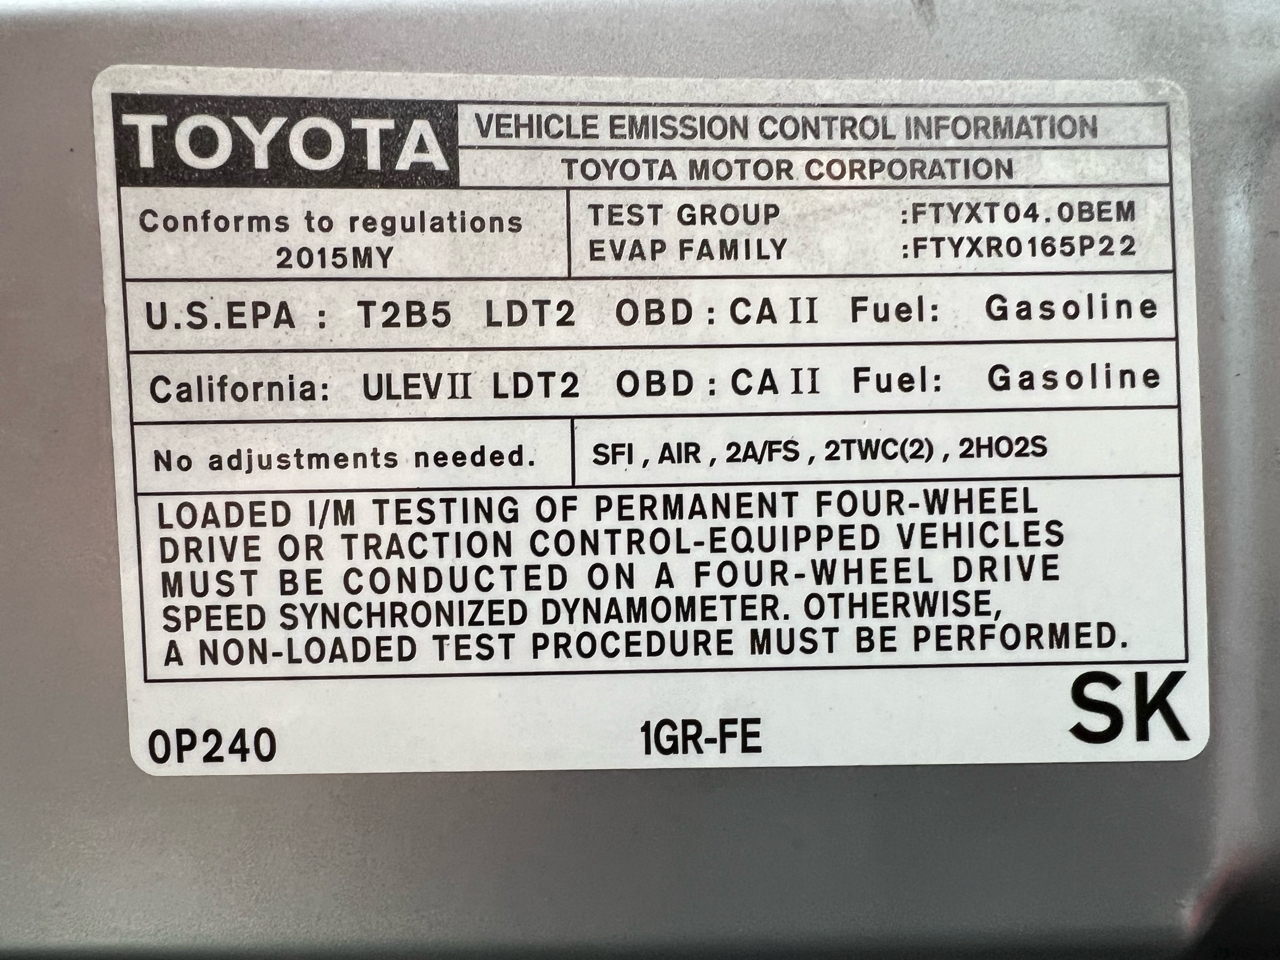 TOYOTA
VEHICLE EMISSION CONTROL INFORMATION
TOYOTA MOTOR CORPORATION
Conforms to regulations
2015MY
TEST GROUP :FTYXT04.0BEM
EVAP FAMILY :FTYXR0165P22
U.S.EPA : T2B5 LDT2 OBD : CA II Fuel: Gasoline
California: ULEVII LDT2 OBD : CA II Fuel: Gasoline
No adjustments needed.
SFI , AIR , 2A/FS , 2TWC(2) , 2HO2S
LOADED I/M TESTING OF PERMANENT FOUR-WHEEL
DRIVE OR TRACTION CONTROL-EQUIPPED VEHICLES
MUST BE CONDUCTED ON A FOUR-WHEEL DRIVE
SPEED SYNCHRONIZED DYNAMOMETER. OTHERWISE,
A NON-LOADED TEST PROCEDURE MUST BE PERFORMED.
0P240 1GR-FE SK